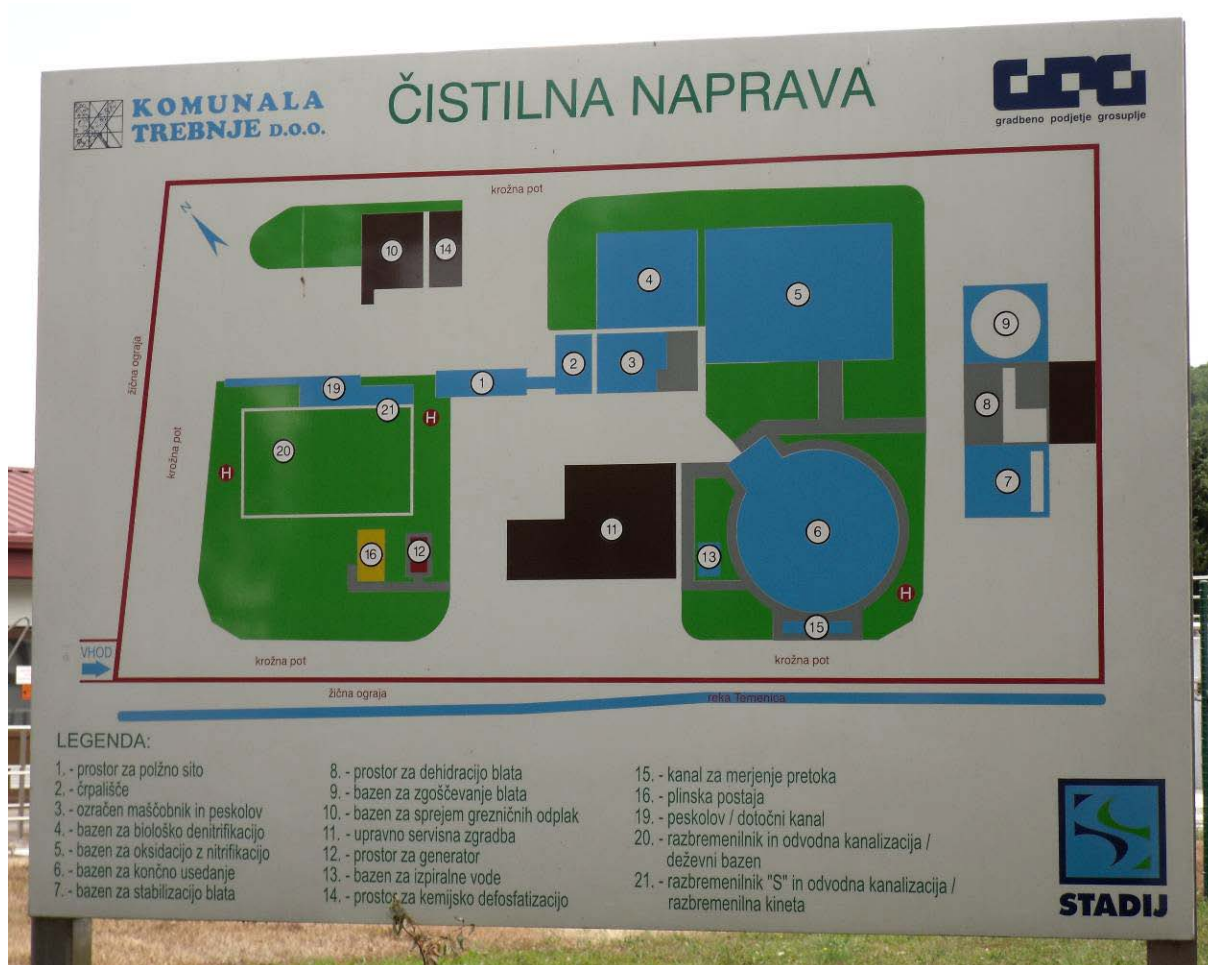 KOMUNALA
TREBNJE D.O.O.
ČISTILNA NAPRAVA
GPG
gradbeno podjetje grosuplje
krožna pot
N
10
14
4
5
9
žična ograja
19
1
2
3
21
H
8
krožna pot
20
H
7
16
12
11
13
6
H
15
VHOD
krožna pot
krožna pot
žična ograja
reka Temenica
LEGENDA:
1. - prostor za polžno sito
2. - črpališče
3. - ozračen maščobnik in peskolov
4. - bazen za biološko denitrifikacijo
5. - bazen za oksidacijo z nitrifikacijo
6. - bazen za končno usedanje
7. - bazen za stabilizacijo blata
8. - prostor za dehidracijo blata
9. - bazen za zgoščevanje blata
10. - bazen za sprejem grezničnih odplak
11. - upravno servisna zgradba
12. - prostor za generator
13. - bazen za izpiralne vode
14. - prostor za kemijsko defosfatizacijo
15. - kanal za merjenje pretoka
16. - plinska postaja
19. - peskolov / dotočni kanal
20. - razbremenilnik in odvodna kanalizacija /
deževni bazen
21. - razbremenilnik "S" in odvodna kanalizacija /
razbremenilna kineta
STADIJ